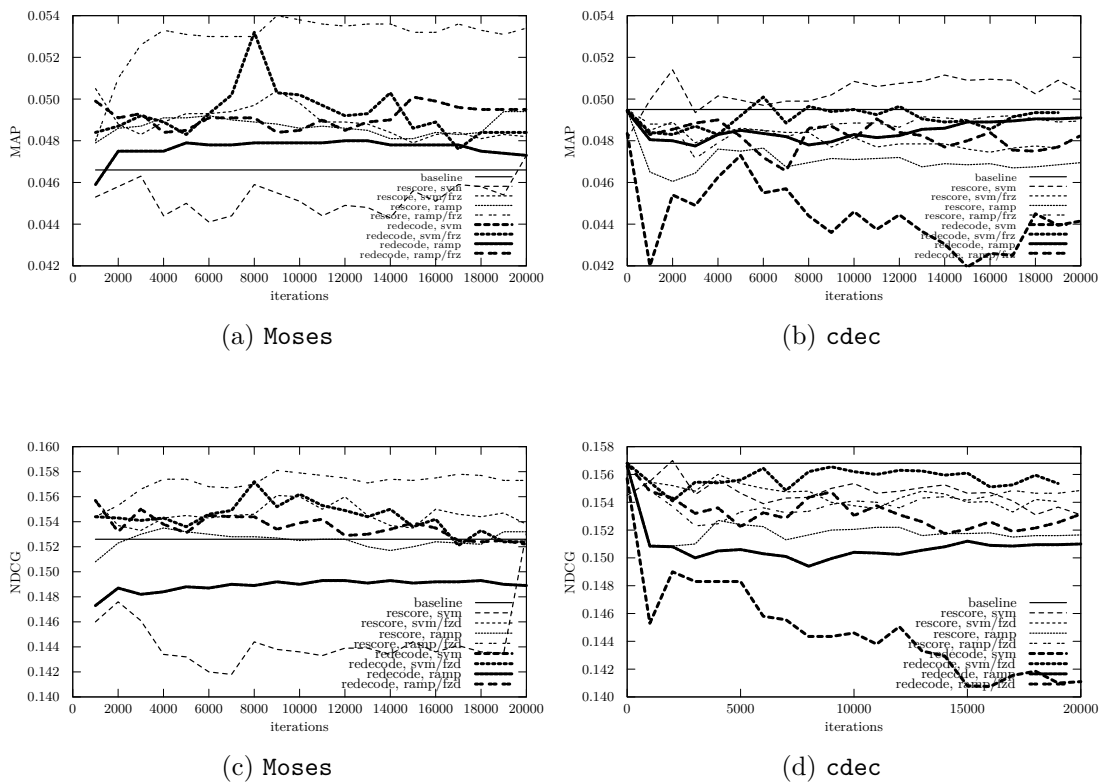 0.054
0.052
0.050
0.048
0.046
0.044
0.042
MAP
0 2000 4000 6000 8000 10000 12000 14000 16000 18000 20000
iterations
baseline
rescore, svm
rescore, svm/frz
rescore, ramp
rescore, ramp/frz
redecode, svm
redecode, svm/frz
redecode, ramp
redecode, ramp/frz
(a) Moses
0.054
0.052
0.050
0.048
0.046
0.044
0.042
MAP
0 2000 4000 6000 8000 10000 12000 14000 16000 18000 20000
iterations
baseline
rescore, svm
rescore, svm/frz
rescore, ramp
rescore, ramp/frz
redecode, svm
redecode, svm/frz
redecode, ramp
redecode, ramp/frz
(b) cdec
0.160
0.158
0.156
0.154
0.152
0.150
0.148
0.146
0.144
0.142
0.140
NDCG
0 2000 4000 6000 8000 10000 12000 14000 16000 18000 20000
iterations
baseline
rescore, svm
rescore, svm/fzd
rescore, ramp
rescore, ramp/fzd
redecode, svm
redecode, svm/fzd
redecode, ramp
redecode, ramp/fzd
(c) Moses
0.158
0.156
0.154
0.152
0.150
0.148
0.146
0.144
0.142
0.140
NDCG
0 5000 10000 15000 20000
iterations
baseline
rescore, svm
rescore, svm/fzd
rescore, ramp
rescore, ramp/fzd
redecode, svm
redecode, svm/fzd
redecode, ramp
redecode, ramp/fzd
(d) cdec